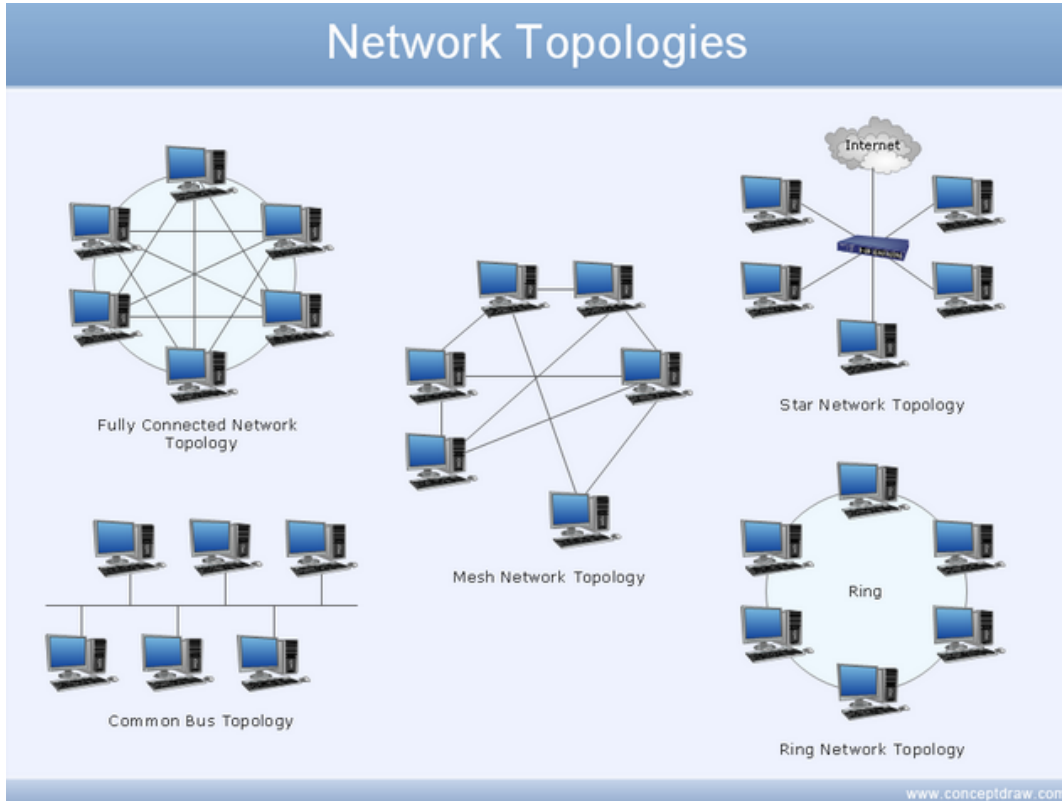 Network Topologies
Internet
Fully Connected Network
Topology
Star Network Topology
Mesh Network Topology
Ring
Common Bus Topology
Ring Network Topology
www.conceptdraw.com